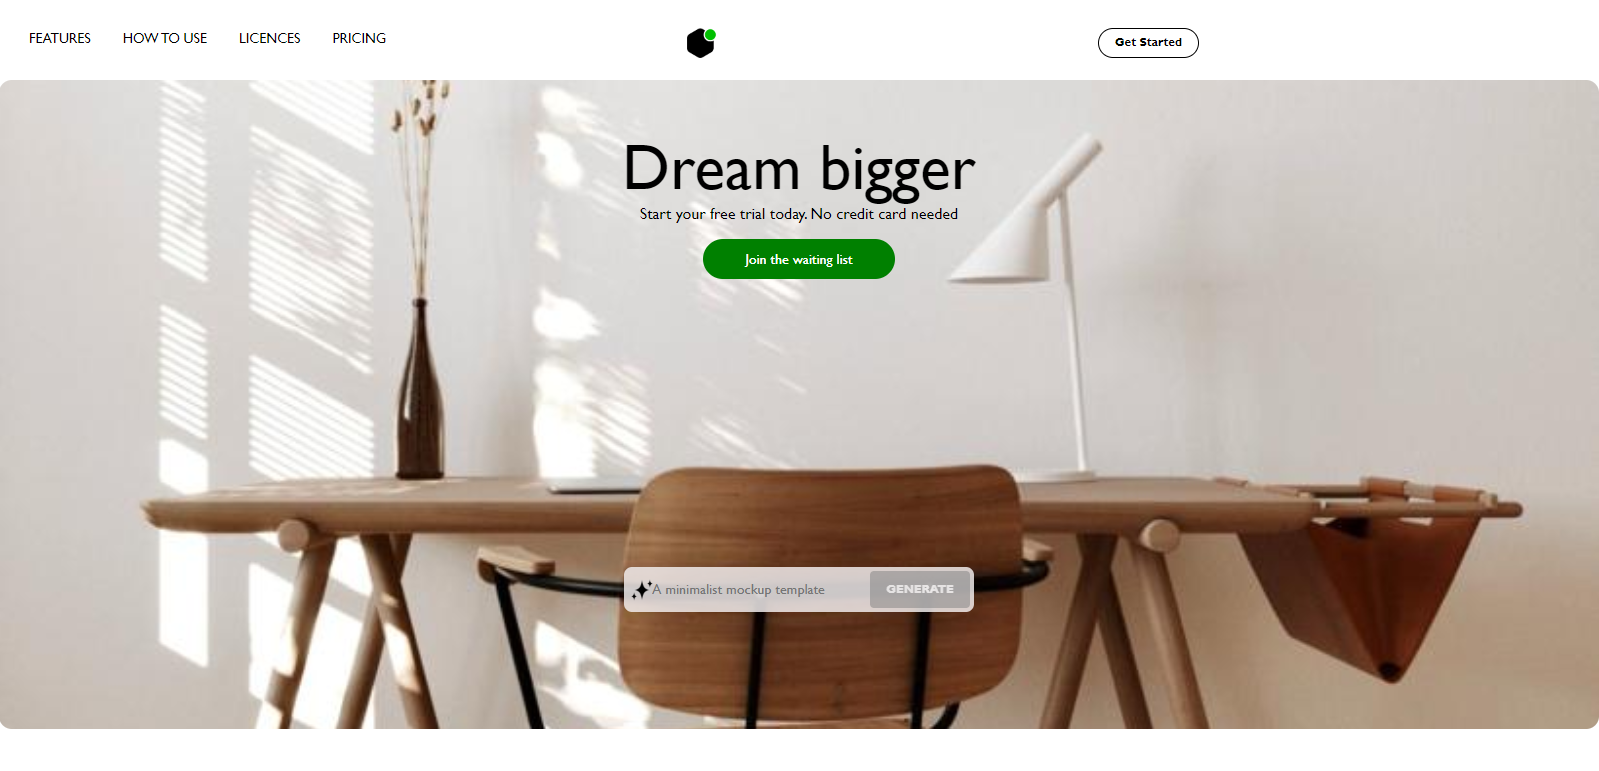 FEATURES HOW TO USE LICENCES PRICING Get Started
Dream bigger
Start your free trial today. No credit card needed
Join the waiting list
A minimalist mockup template GENERATE